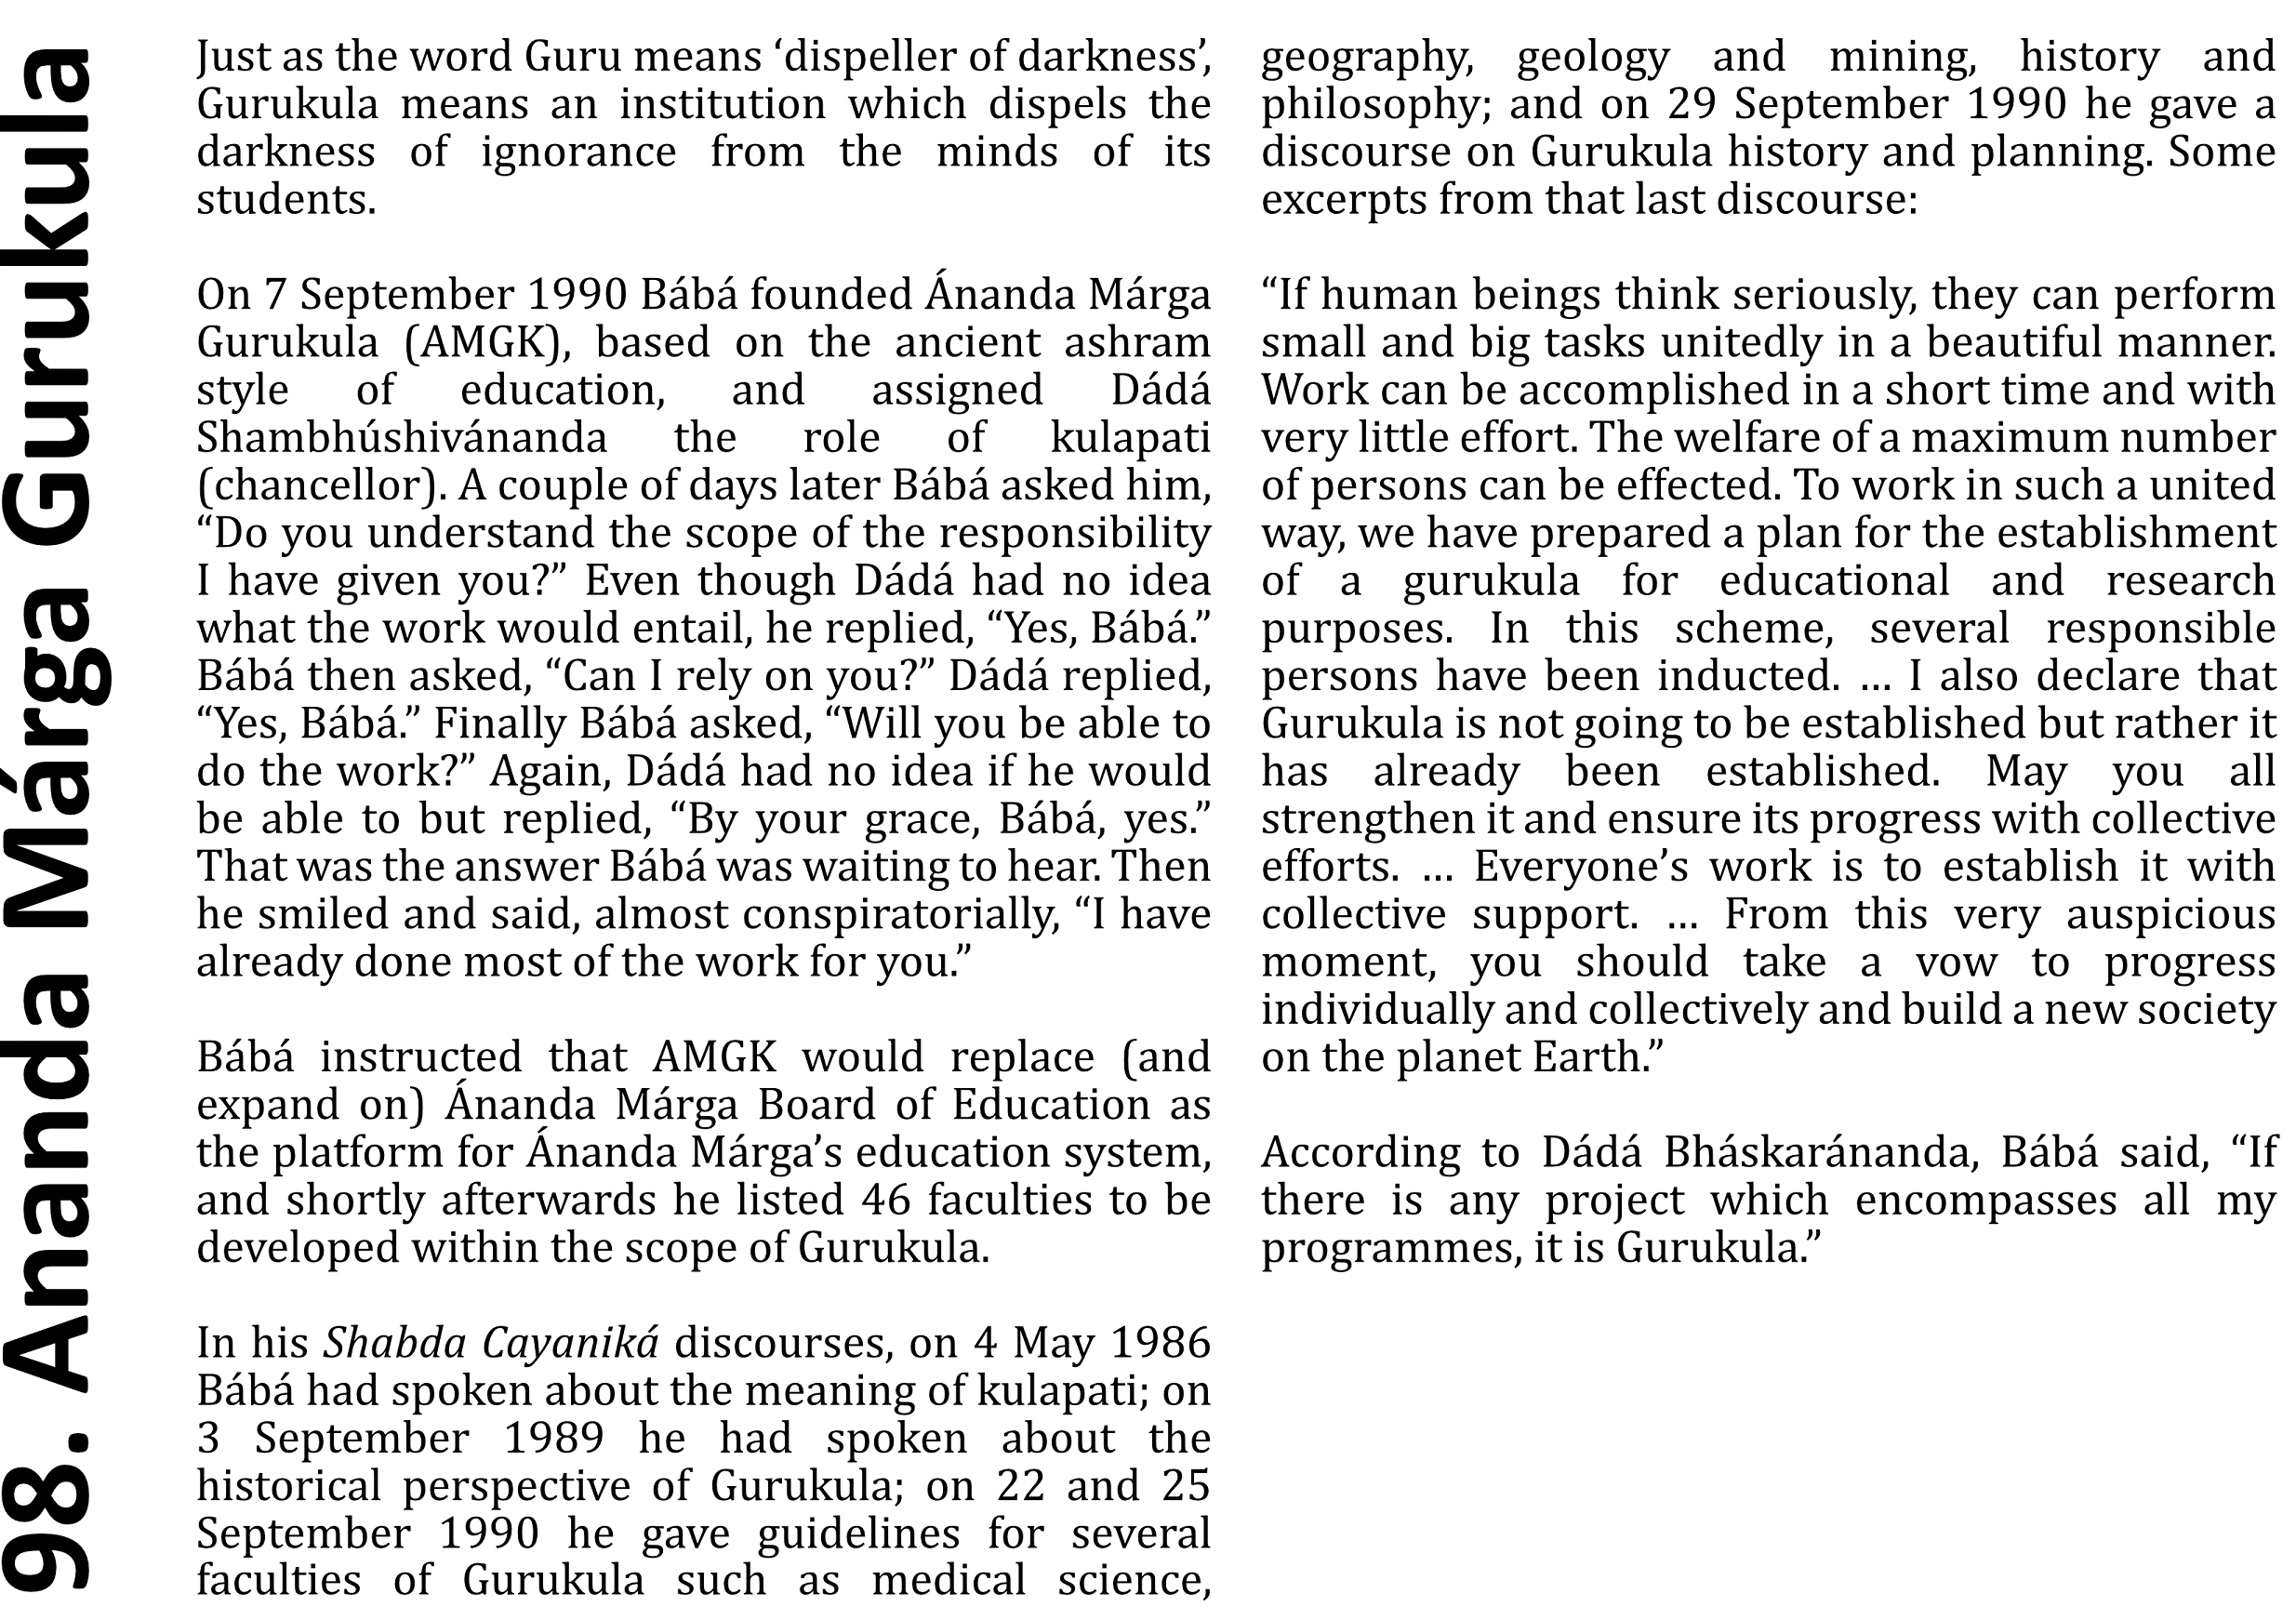 98. Ánanda Márga Gurukula
Just as the word Guru means ‘dispeller of darkness’,
Gurukula means an institution which dispels the
darkness of ignorance from the minds of its
students.
On 7 September 1990 Bábá founded Ánanda Márga
Gurukula (AMGK), based on the ancient ashram
style of education, and assigned Dádá
Shambhúshivánanda the role of kulapati
(chancellor). A couple of days later Bábá asked him,
“Do you understand the scope of the responsibility
I have given you?” Even though Dádá had no idea
what the work would entail, he replied, “Yes, Bábá.”
Bábá then asked, “Can I rely on you?” Dádá replied,
“Yes, Bábá.” Finally Bábá asked, “Will you be able to
do the work?” Again, Dádá had no idea if he would
be able to but replied, “By your grace, Bábá, yes.”
That was the answer Bábá was waiting to hear. Then
he smiled and said, almost conspiratorially, “I have
already done most of the work for you.”
Bábá instructed that AMGK would replace (and
expand on) Ánanda Márga Board of Education as
the platform for Ánanda Márga’s education system,
and shortly afterwards he listed 46 faculties to be
developed within the scope of Gurukula.
In his Shabda Cayaniká discourses, on 4 May 1986
Bábá had spoken about the meaning of kulapati; on
3 September 1989 he had spoken about the
historical perspective of Gurukula; on 22 and 25
September 1990 he gave guidelines for several
faculties of Gurukula such as medical science,
geography, geology and mining, history and
philosophy; and on 29 September 1990 he gave a
discourse on Gurukula history and planning. Some
excerpts from that last discourse:
“If human beings think seriously, they can perform
small and big tasks unitedly in a beautiful manner.
Work can be accomplished in a short time and with
very little effort. The welfare of a maximum number
of persons can be effected. To work in such a united
way, we have prepared a plan for the establishment
of a gurukula for educational and research
purposes. In this scheme, several responsible
persons have been inducted. … I also declare that
Gurukula is not going to be established but rather it
has already been established. May you all
strengthen it and ensure its progress with collective
efforts. … Everyone’s work is to establish it with
collective support. … From this very auspicious
moment, you should take a vow to progress
individually and collectively and build a new society
on the planet Earth.”
According to Dádá Bháskaránanda, Bábá said, “If
there is any project which encompasses all my
programmes, it is Gurukula.”